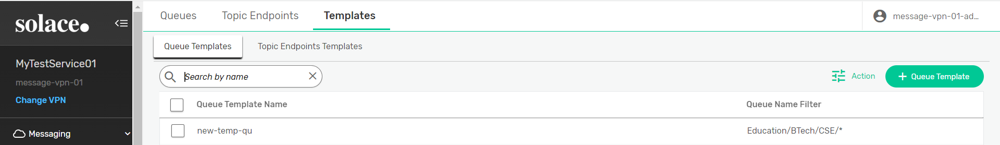 solace
Queues Topic Endpoints Templates
message-vpn-01-ad...
Queue Templates Topic Endpoints Templates
MyTestService01
message-vpn-01
Change VPN
Messaging
Search by name
Action
Queue Template
Queue Template Name Queue Name Filter
new-temp-qu Education/BTech/CSE/*